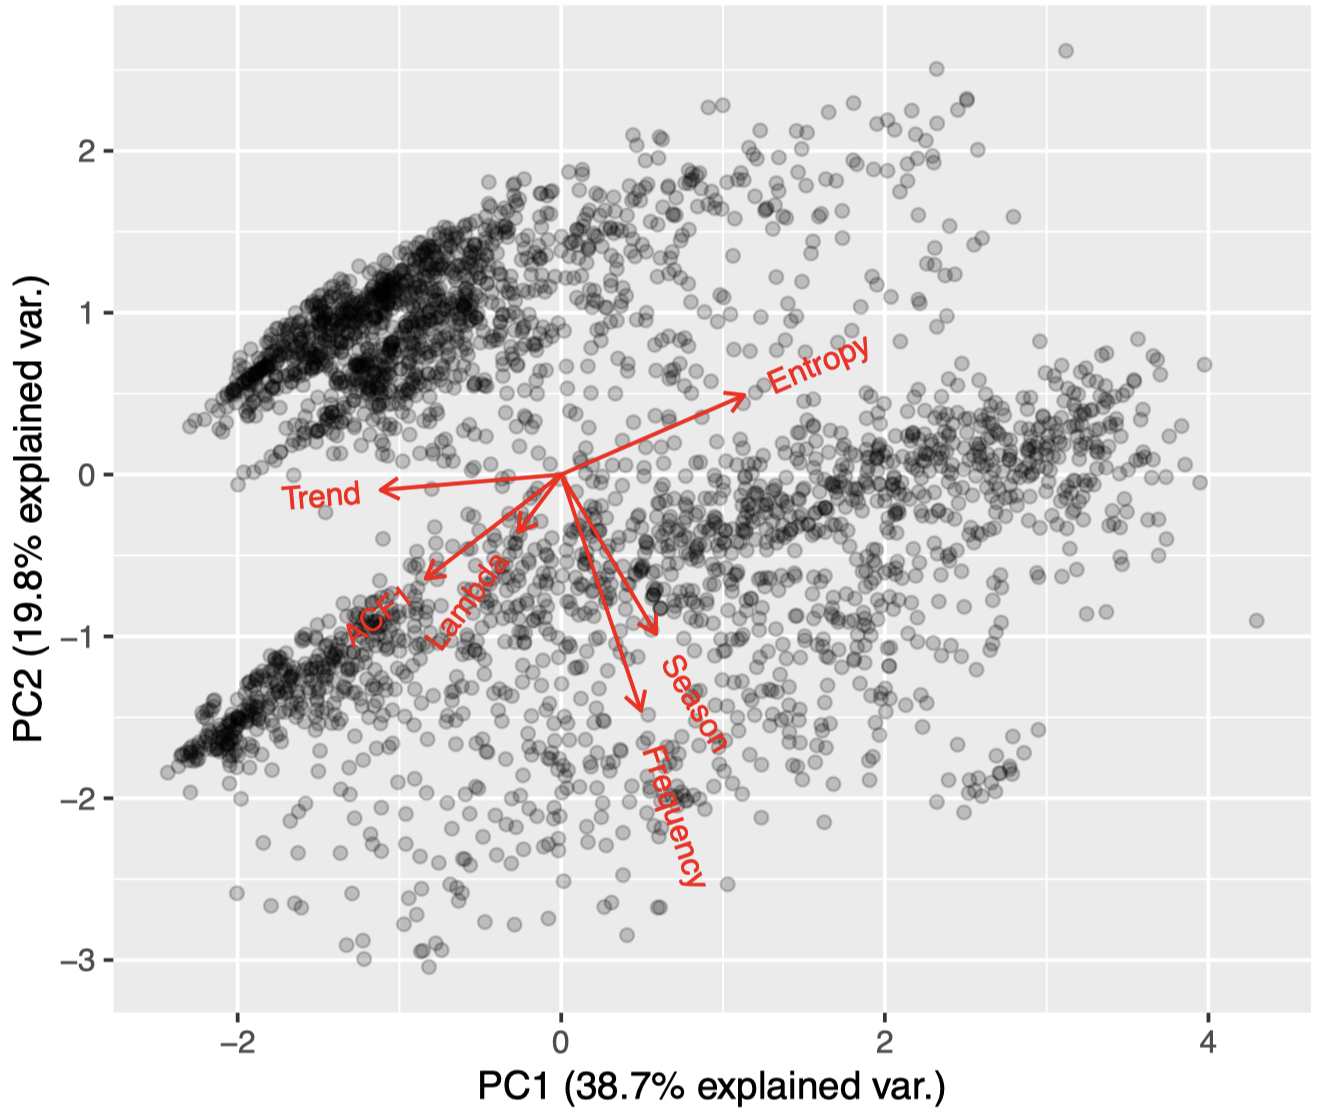 2
1
0
−1
−2
−3
PC2 (19.8% explained var.)
Entropy
Trend
ACF1
Lambda
Season
Frequency
−2
0
2
4
PC1 (38.7% explained var.)